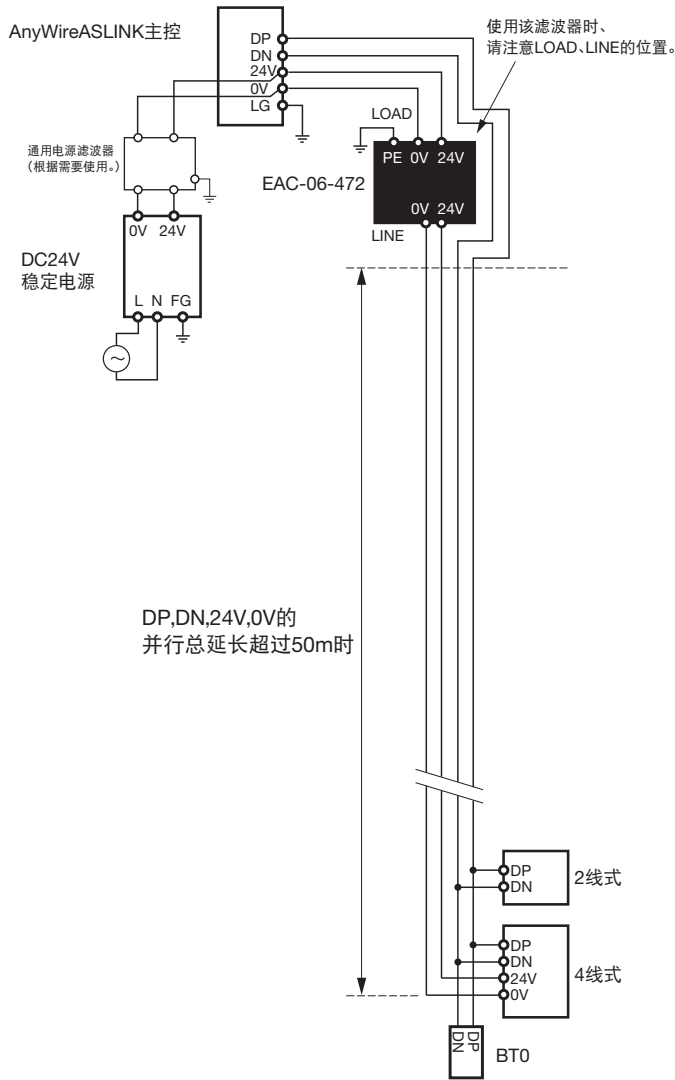 AnyWireASLINK主控
DP
DN
24V
0V
LG
使用该滤波器时、
请注意LOAD、LINE的位置。
通用电源滤波器
（根据需要使用。）
LOAD
PE 0V 24V
EAC-06-472
0V 24V
LINE
0V 24V
DC24V
稳定电源
L N FG
DP,DN,24V,0V的
并行总延长超过50m时
DP
DN
2线式
DP
DN
24V
0V
4线式
DN
DP
BT0